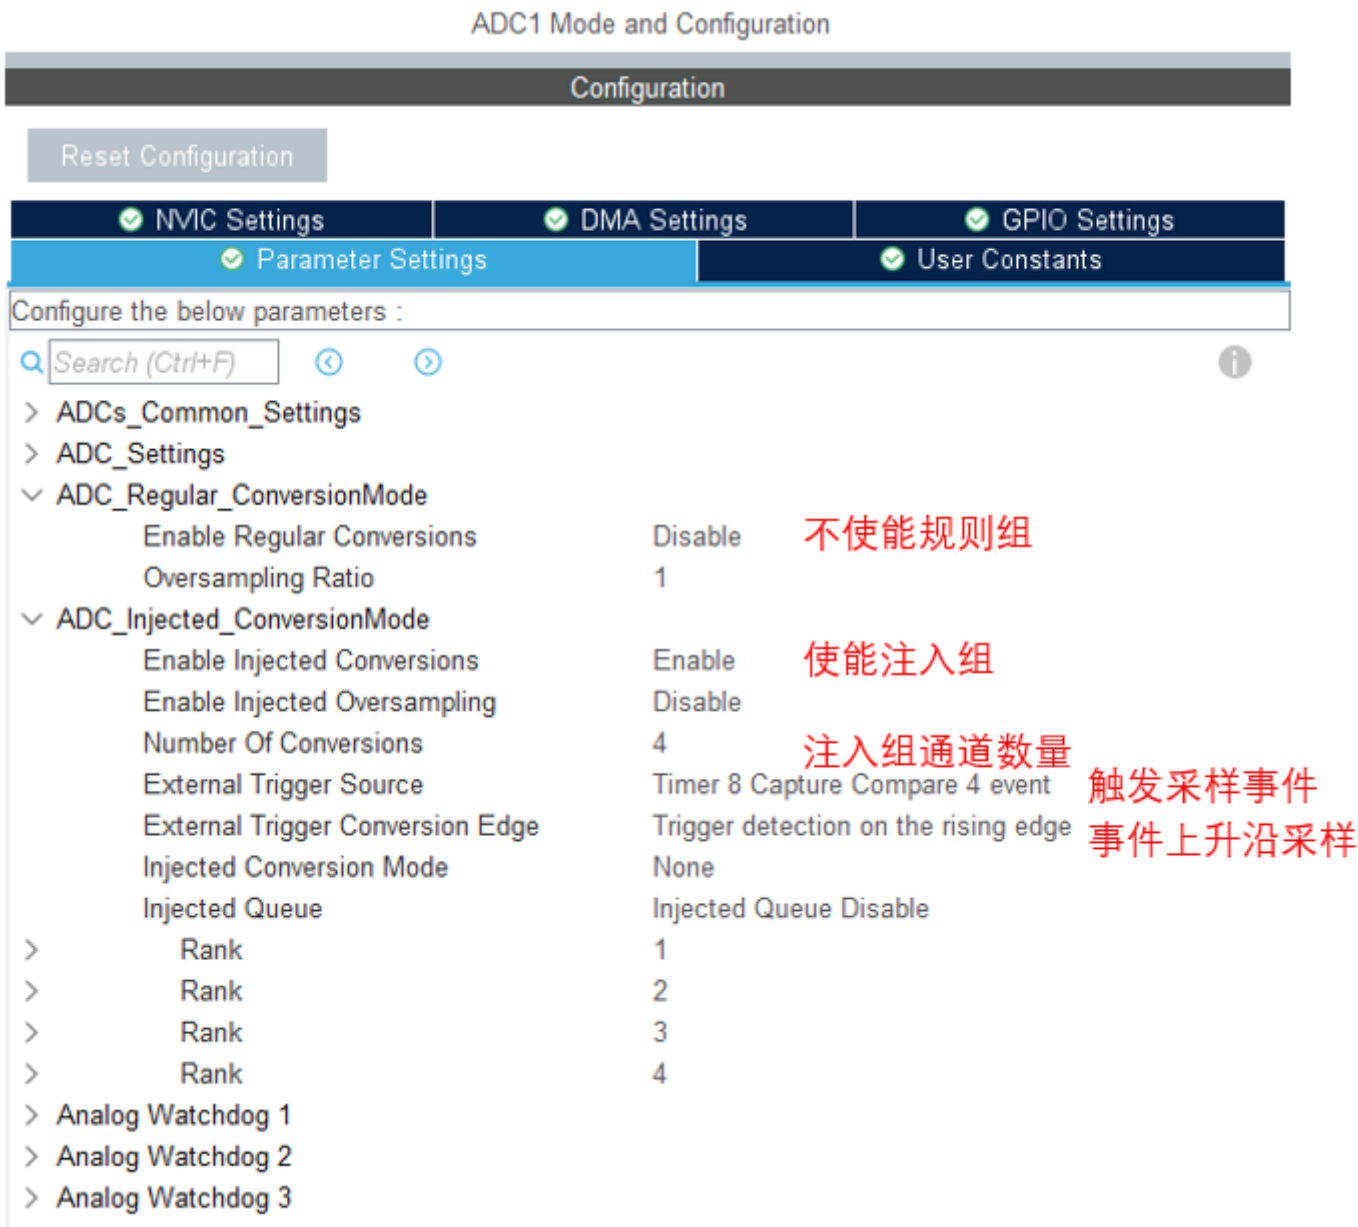 ADC1 Mode and Configuration
Configuration
Reset Configuration
NVIC Settings DMA Settings GPIO Settings
Parameter Settings User Constants
Configure the below parameters :
Search (Ctrl+F)
ADCs_Common_Settings
ADC_Settings
ADC_Regular_ConversionMode
Enable Regular Conversions Disable 不使能规则组
Oversampling Ratio 1
ADC_Injected_ConversionMode
Enable Injected Conversions Enable 使能注入组
Enable Injected Oversampling Disable
Number Of Conversions 4 注入组通道数量
External Trigger Source Timer 8 Capture Compare 4 event 触发采样事件
External Trigger Conversion Edge Trigger detection on the rising edge 事件上升沿采样
Injected Conversion Mode None
Injected Queue Injected Queue Disable
Rank 1
Rank 2
Rank 3
Rank 4
Analog Watchdog 1
Analog Watchdog 2
Analog Watchdog 3